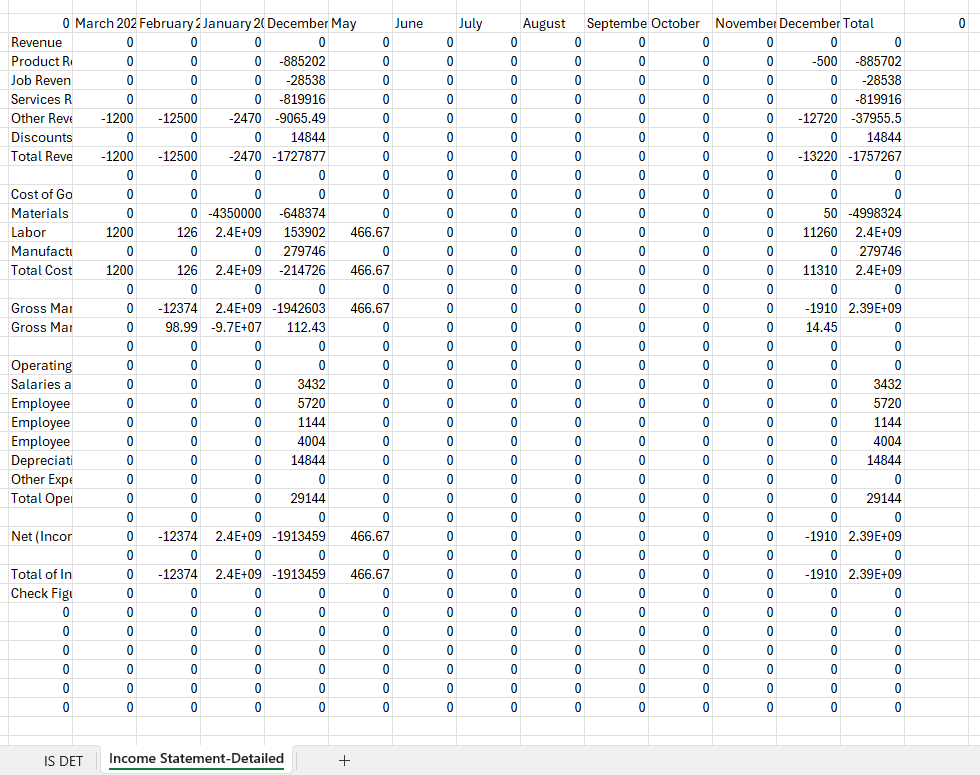 0 March 202 February 2 January 20 December May June July August Septembe October November December Total 0
Revenue 0 0 0 0 0 0 0 0 0 0 0 0 0
Product Re 0 0 0 -885202 0 0 0 0 0 0 0 -500 -885702
Job Reven 0 0 0 -28538 0 0 0 0 0 0 0 0 -28538
Services R 0 0 0 -819916 0 0 0 0 0 0 0 0 -819916
Other Reve -1200 -12500 -2470 -9065.49 0 0 0 0 0 0 0 -12720 -37955.5
Discounts 0 0 0 14844 0 0 0 0 0 0 0 0 14844
Total Reve -1200 -12500 -2470 -1727877 0 0 0 0 0 0 0 -13220 -1757267
0 0 0 0 0 0 0 0 0 0 0 0 0
Cost of Go 0 0 0 0 0 0 0 0 0 0 0 0 0
Materials 0 0 -4350000 -648374 0 0 0 0 0 0 0 50 -4998324
Labor 1200 126 2.4E+09 153902 466.67 0 0 0 0 0 0 11260 2.4E+09
Manufactu 0 0 0 279746 0 0 0 0 0 0 0 0 279746
Total Cost 1200 126 2.4E+09 -214726 466.67 0 0 0 0 0 0 11310 2.4E+09
0 0 0 0 0 0 0 0 0 0 0 0 0
Gross Mar 0 -12374 2.4E+09 -1942603 466.67 0 0 0 0 0 0 -1910 2.39E+09
Gross Mar 0 98.99 -9.7E+07 112.43 0 0 0 0 0 0 0 14.45 0
0 0 0 0 0 0 0 0 0 0 0 0 0
Operating 0 0 0 0 0 0 0 0 0 0 0 0 0
Salaries a 0 0 0 3432 0 0 0 0 0 0 0 0 3432
Employee 0 0 0 5720 0 0 0 0 0 0 0 0 5720
Employee 0 0 0 1144 0 0 0 0 0 0 0 0 1144
Employee 0 0 0 4004 0 0 0 0 0 0 0 0 4004
Depreciati 0 0 0 14844 0 0 0 0 0 0 0 0 14844
Other Expe 0 0 0 0 0 0 0 0 0 0 0 0 0
Total Oper 0 0 0 29144 0 0 0 0 0 0 0 0 29144
0 0 0 0 0 0 0 0 0 0 0 0 0
Net (Incor 0 -12374 2.4E+09 -1913459 466.67 0 0 0 0 0 0 -1910 2.39E+09
0 0 0 0 0 0 0 0 0 0 0 0 0
Total of In 0 -12374 2.4E+09 -1913459 466.67 0 0 0 0 0 0 -1910 2.39E+09
Check Figu 0 0 0 0 0 0 0 0 0 0 0 0 0
0 0 0 0 0 0 0 0 0 0 0 0 0 0
0 0 0 0 0 0 0 0 0 0 0 0 0 0
0 0 0 0 0 0 0 0 0 0 0 0 0 0
0 0 0 0 0 0 0 0 0 0 0 0 0 0
0 0 0 0 0 0 0 0 0 0 0 0 0 0
0 0 0 0 0 0 0 0 0 0 0 0 0 0
IS DET Income Statement-Detailed +